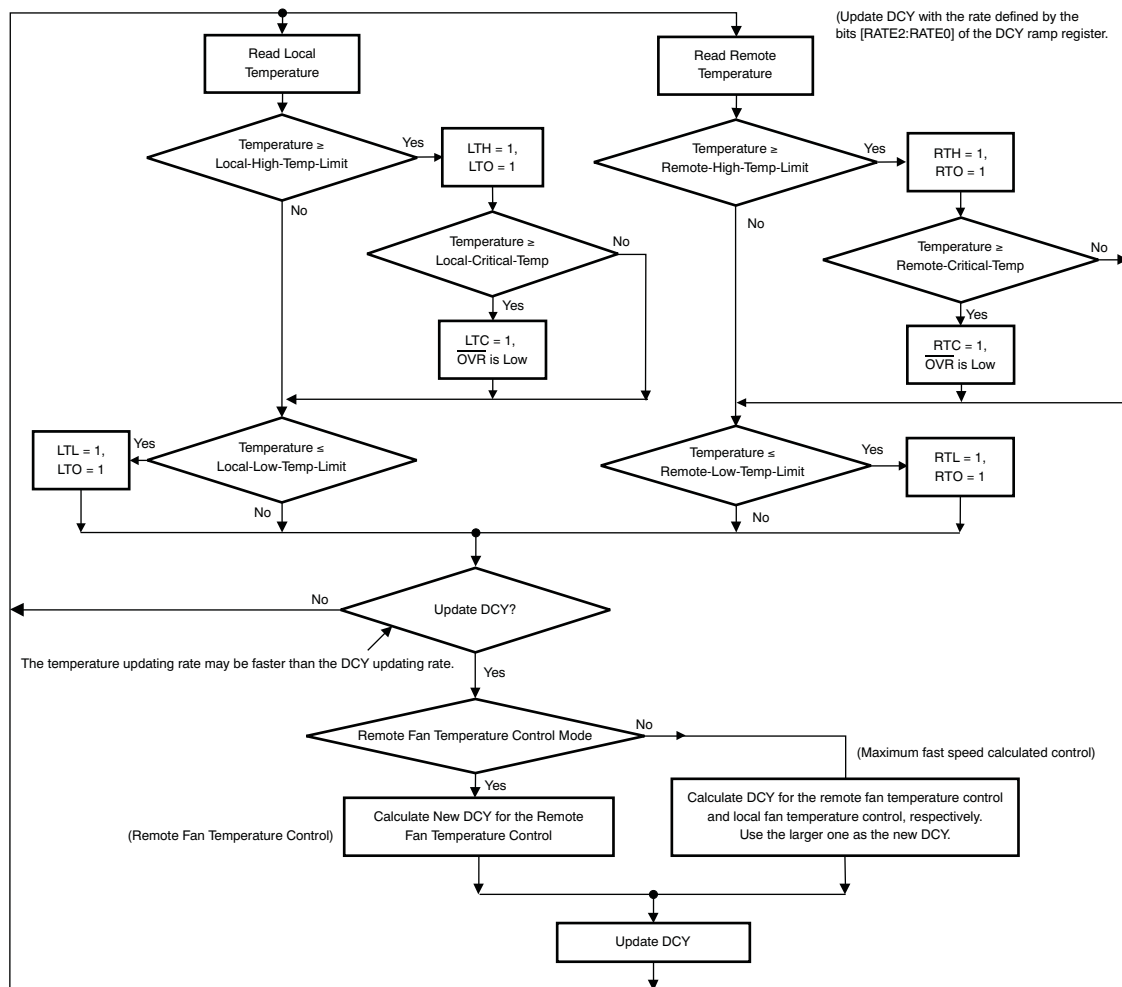 (Update DCY with the rate defined by the
bits [RATE2:RATE0] of the DCY ramp register.
Read Local
Temperature
Read Remote
Temperature
Temperature ≥
Local-High-Temp-Limit
Yes
No
LTH = 1,
LTO = 1
Temperature ≥
Remote-High-Temp-Limit
Yes
No
RTH = 1,
RTO = 1
Temperature ≥
Local-Critical-Temp
No
Yes
Temperature ≥
Remote-Critical-Temp
No
Yes
LTC = 1,
OVR is Low
RTC = 1,
OVR is Low
LTL = 1,
LTO = 1
Yes
Temperature ≤
Local-Low-Temp-Limit
No
Temperature ≤
Remote-Low-Temp-Limit
Yes
No
RTL = 1,
RTO = 1
No
Update DCY?
The temperature updating rate may be faster than the DCY updating rate.
Yes
Remote Fan Temperature Control Mode
No
Yes
(Maximum fast speed calculated control)
(Remote Fan Temperature Control)
Calculate New DCY for the Remote
Fan Temperature Control
Calculate DCY for the remote fan temperature control
and local fan temperature control, respectively.
Use the larger one as the new DCY.
Update DCY